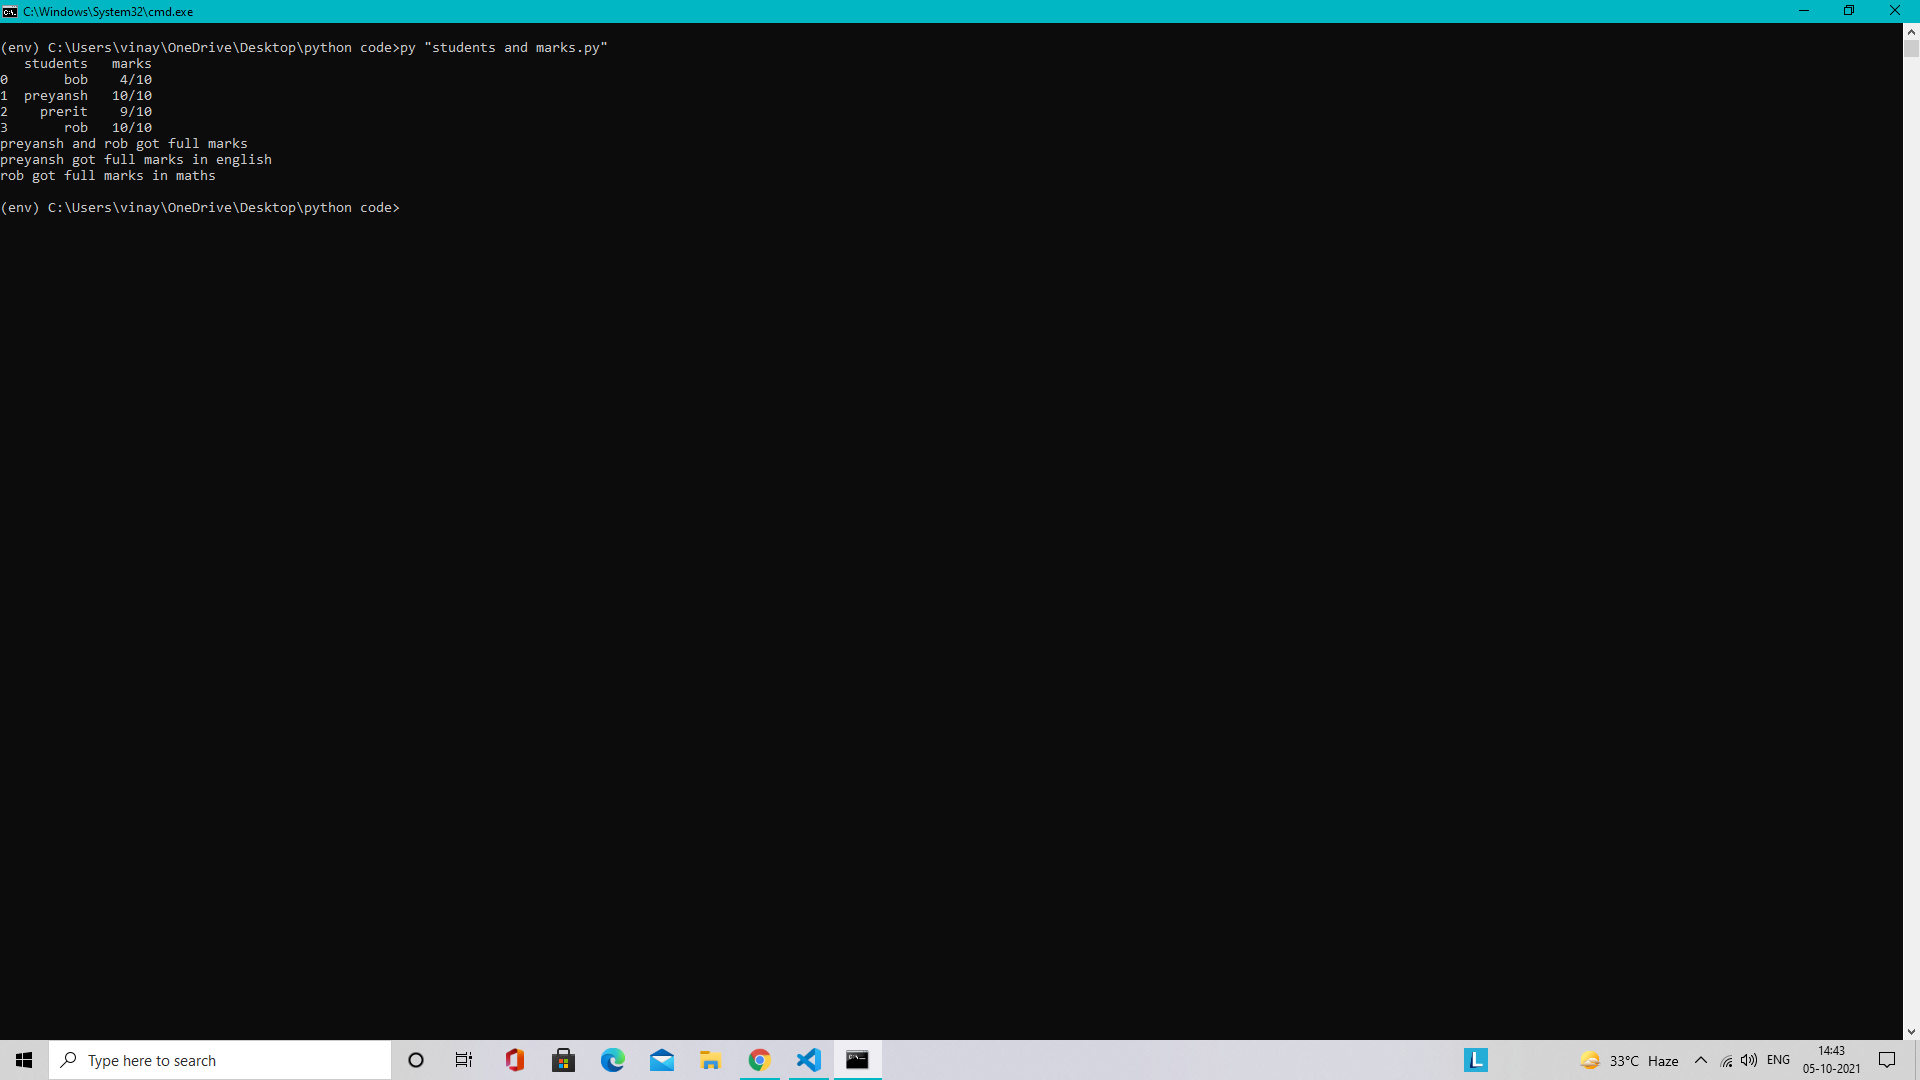 C:\Windows\System32\cmd.exe
(env) C:\Users\vinay\OneDrive\Desktop\python code>py "students and marks.py"
   students   marks
0       bob    4/10
1  preyansh   10/10
2    prerit    9/10
3       rob   10/10
preyansh and rob got full marks
preyansh got full marks in english
rob got full marks in maths
(env) C:\Users\vinay\OneDrive\Desktop\python code>
Type here to search
L
33°C Haze
ENG
14:43
05-10-2021